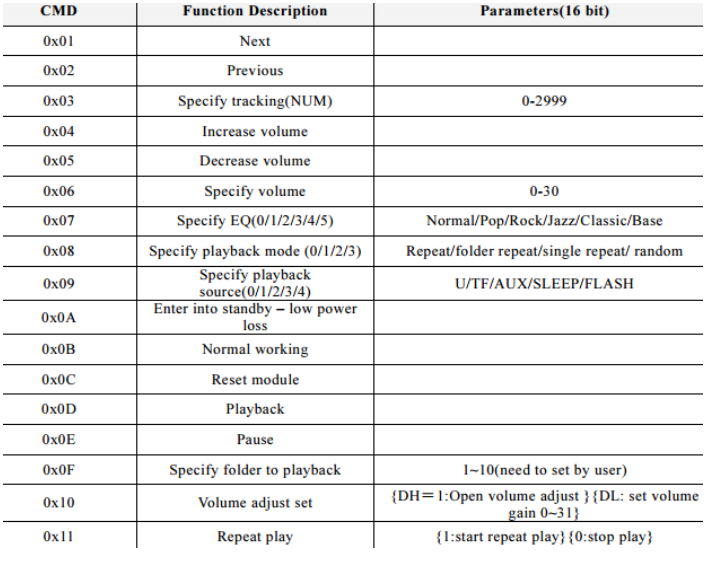 CMD Function Description Parameters(16 bit)
0x01 Next
0x02 Previous
0x03 Specify tracking(NUM) 0-2999
0x04 Increase volume
0x05 Decrease volume
0x06 Specify volume 0-30
0x07 Specify EQ(0/1/2/3/4/5) Normal/Pop/Rock/Jazz/Classic/Base
0x08 Specify playback mode (0/1/2/3) Repeat/folder repeat/single repeat/ random
0x09 Specify playback source(0/1/2/3/4) U/TF/AUX/SLEEP/FLASH
0x0A Enter into standby – low power loss
0x0B Normal working
0x0C Reset module
0x0D Playback
0x0E Pause
0x0F Specify folder to playback 1~10(need to set by user)
0x10 Volume adjust set {DH=1:Open volume adjust }{DL: set volume gain 0~31}
0x11 Repeat play {1:start repeat play}{0:stop play}